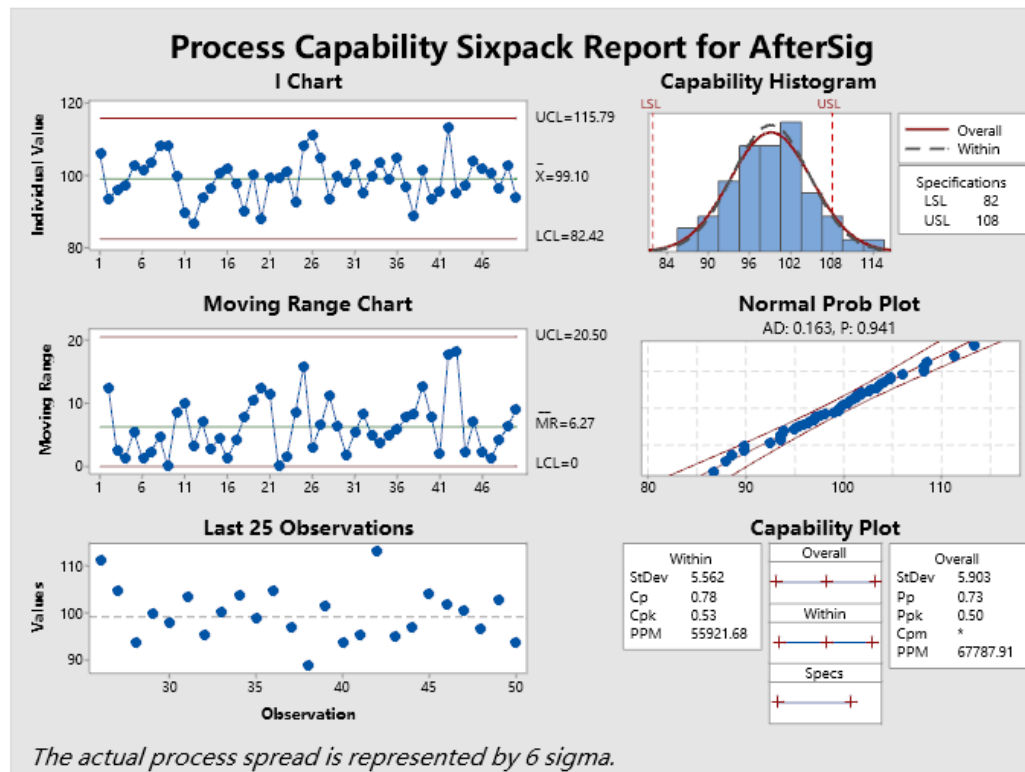 Process Capability Sixpack Report for AfterSig
I Chart
Individual Value
120
100
80
UCL=115.79
X=99.10
LCL=82.42
1 6 11 16 21 26 31 36 41 46
Capability Histogram
LSL
USL
84 90 96 102 108 114
Overall
Within
Specifications
LSL 82
USL 108
Moving Range Chart
Moving Range
20
10
0
UCL=20.50
MR=6.27
LCL=0
1 6 11 16 21 26 31 36 41 46
Normal Prob Plot
AD: 0.163, P: 0.941
80 90 100 110
Last 25 Observations
Values
110
100
90
30 35 40 45 50
Observation
Capability Plot
Within
StDev 5.562
Cp 0.78
Cpk 0.53
PPM 55921.68
Overall
Within
Specs
Overall
StDev 5.903
Pp 0.73
Ppk 0.50
Cpm *
PPM 67787.91
The actual process spread is represented by 6 sigma.